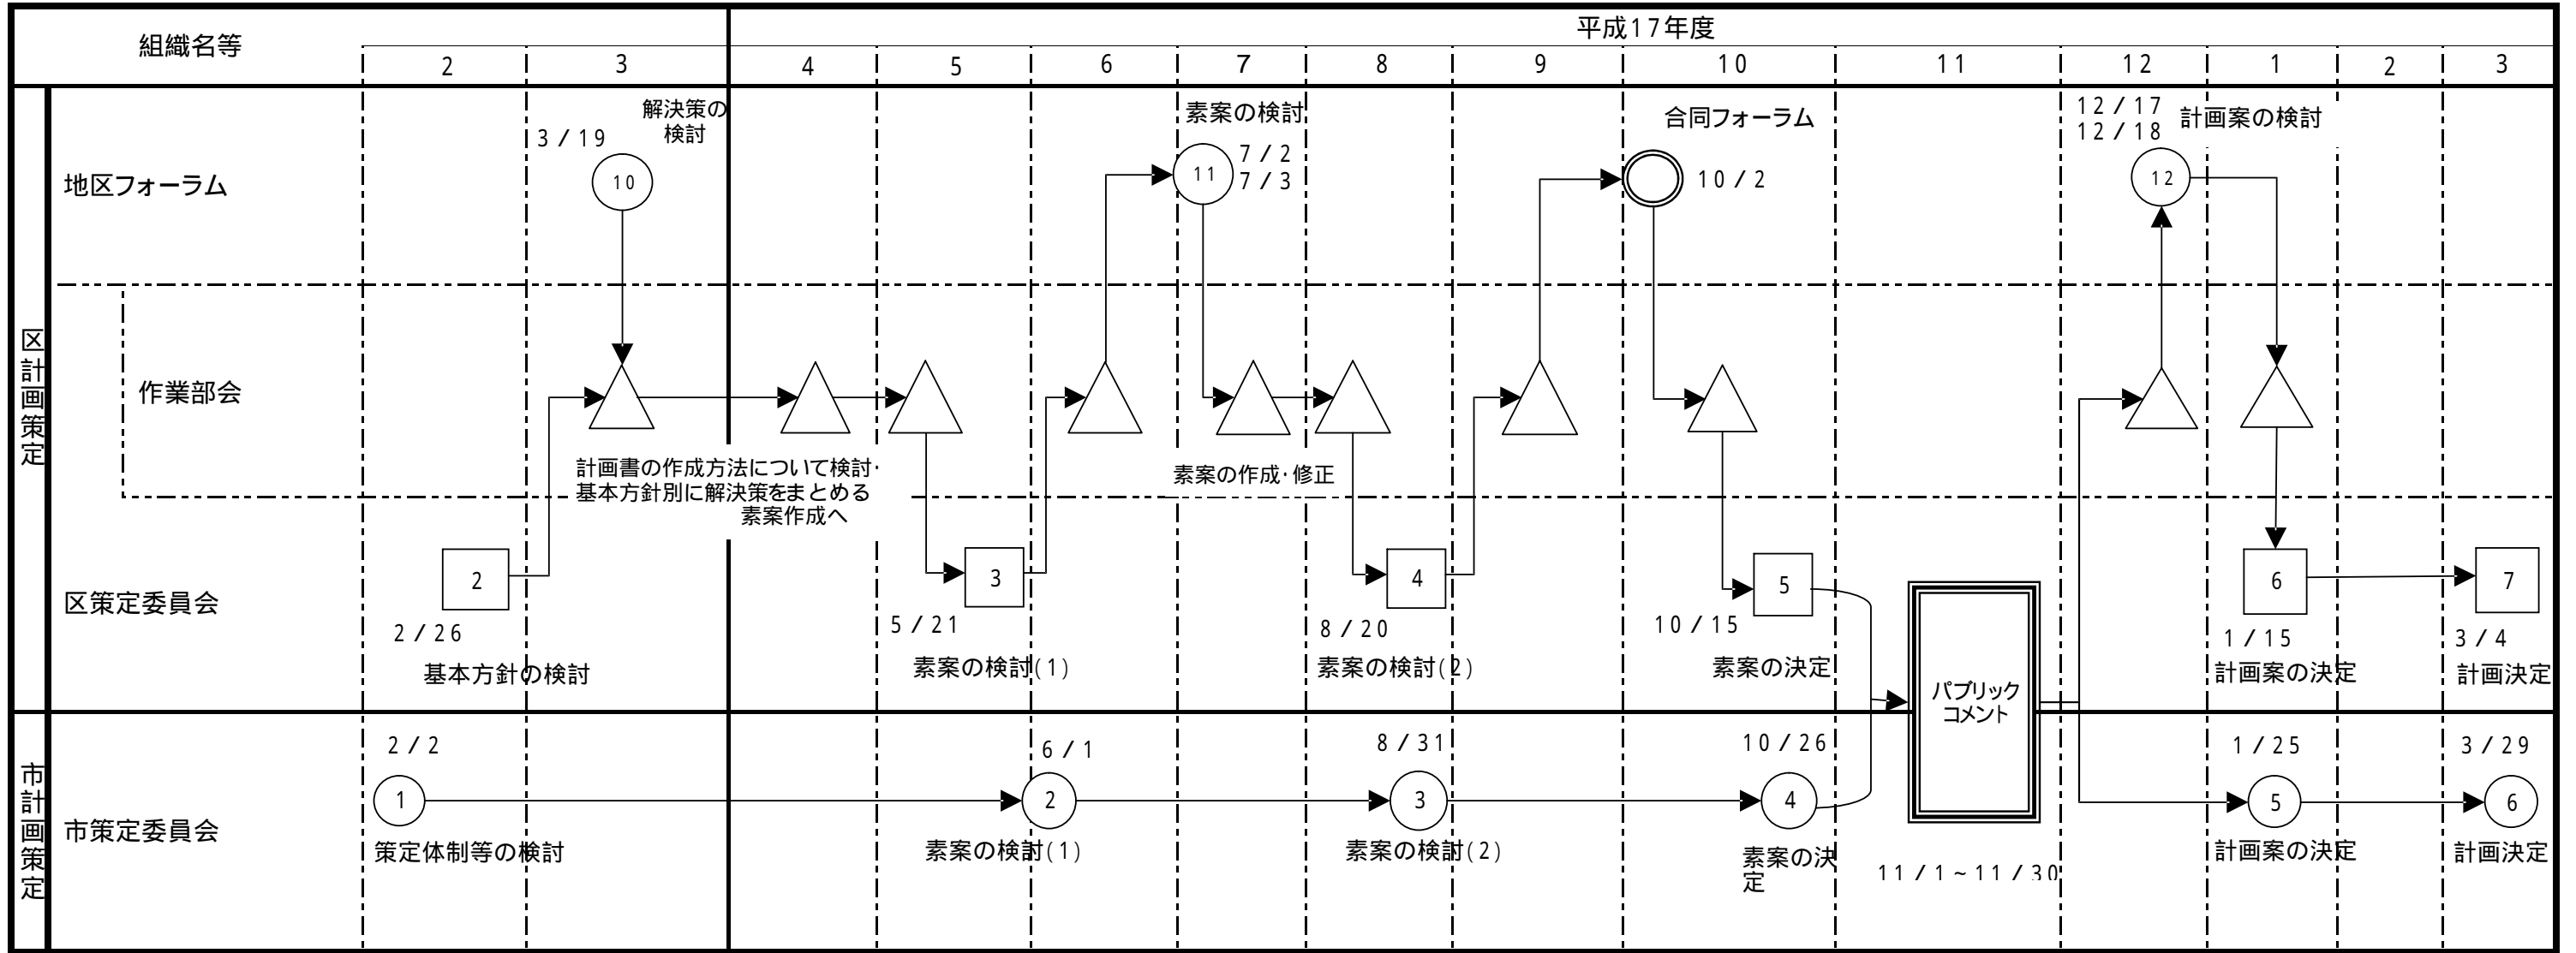 組織名等
平成17年度
2 3 4 5 6 7 8 9 10 11 12 1 2 3
区計画策定
地区フォーラム
3/19
解決策の
検討
10
素案の検討
11
7/2
7/3
合同フォーラム
10/2
12/17
12/18
計画案の検討
12
作業部会
計画書の作成方法について検討・
基本方針別に解決策をまとめる
素案作成へ
素案の作成・修正
区策定委員会
2
2/26
基本方針の検討
3
5/21
素案の検討(1)
4
8/20
素案の検討(2)
5
10/15
素案の決定
パブリック
コメント
6
1/15
計画案の決定
7
3/4
計画決定
市計画策定
市策定委員会
2/2
1
策定体制等の検討
6/1
2
素案の検討(1)
8/31
3
素案の検討(2)
10/26
4
素案の決
定
11/1~11/30
1/25
5
計画案の決定
3/29
6
計画決定